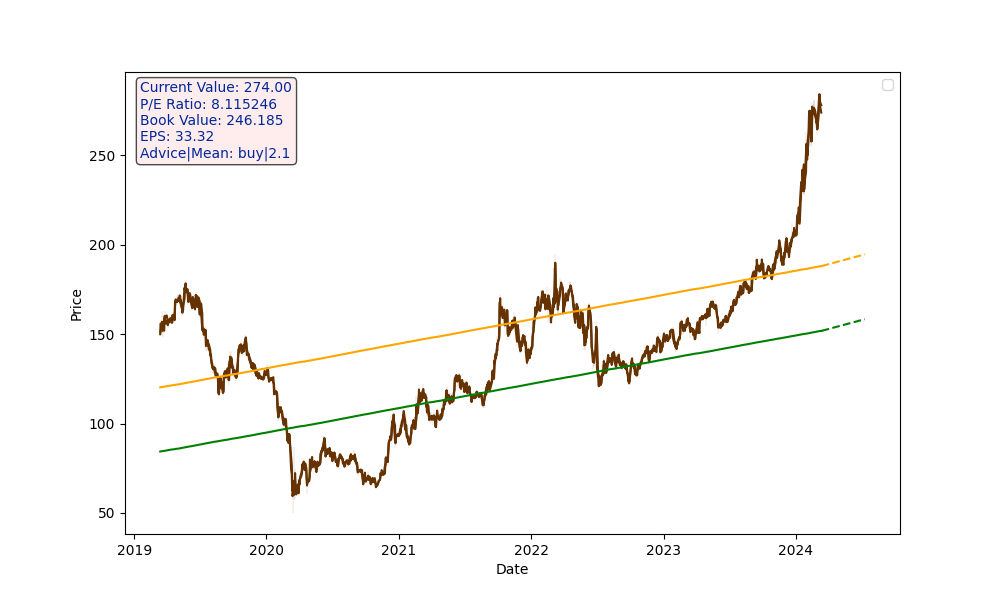 Current Value: 274.00
P/E Ratio: 8.115246
Book Value: 246.185
EPS: 33.32
Advice|Mean: buy|2.1
250
200
150
100
50
Price
2019 2020 2021 2022 2023 2024
Date